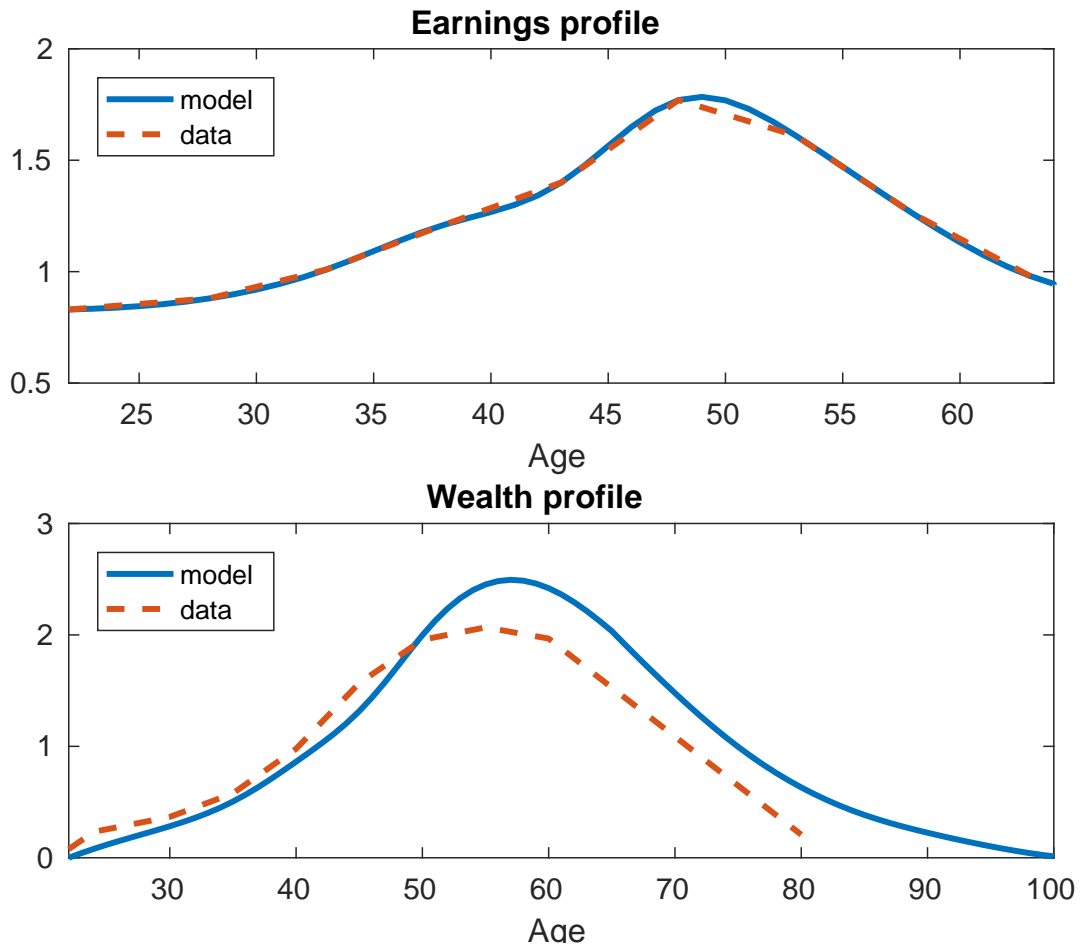 Earnings profile
2
1.5
1
0.5
model
data
25 30 35 40 45 50 55 60
Age
Wealth profile
3
2
1
0
model
data
30 40 50 60 70 80 90 100
Age